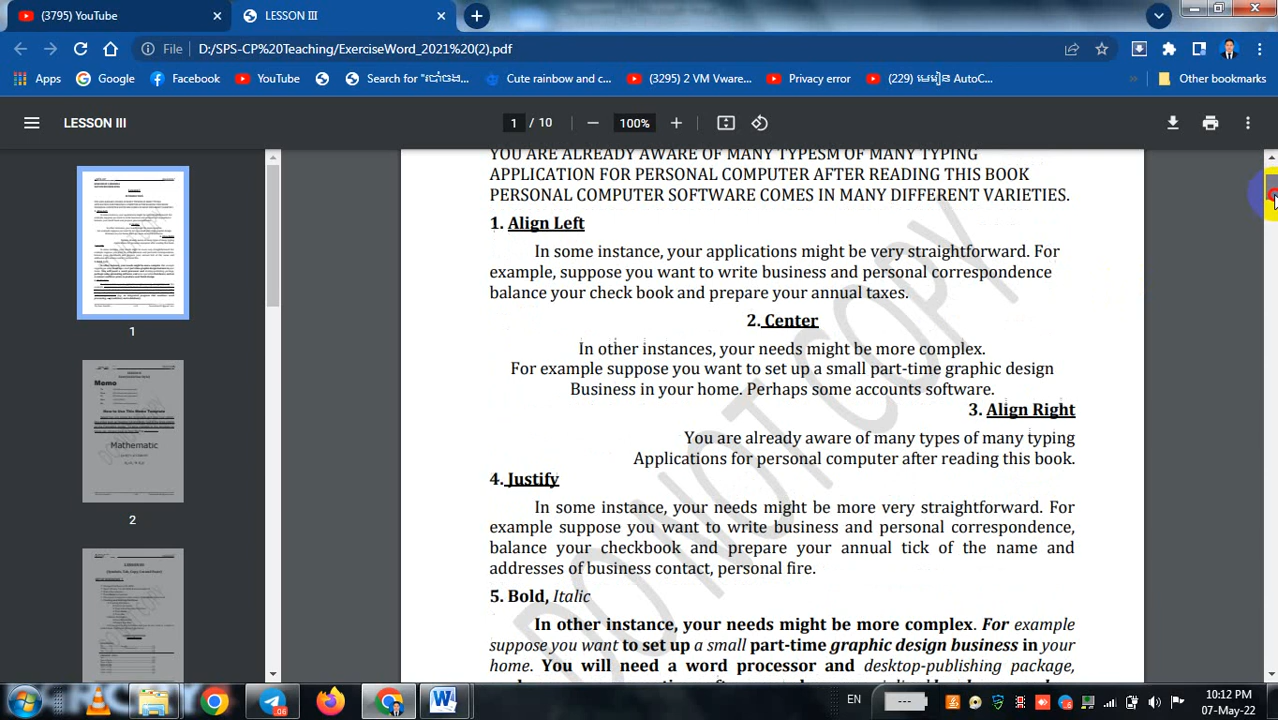 (3795) YouTube
LESSON III
File
D:/SPS-CP%20Teaching/ExerciseWord_2021%20(2).pdf
Apps
Google
Facebook
YouTube
Search for "
Cute rainbow and c...
(3295) 2 VM Vware...
Privacy error
(229) រមៀន AutoC...
»
Other bookmarks
LESSON III
1 / 10
100%
YOU ARE ALREADY AWARE OF MANY TYPESM OF MANY TYPING
APPLICATION FOR PERSONAL COMPUTER AFTER READING THIS BOOK
PERSONAL COMPUTER SOFTWARE COMES IN MANY DIFFERENT VARIETIES.
1. Align Left
In some instance, your applications might be very straightforward. For
example, suppose you want to write business and personal correspondence
balance your check book and prepare your annual taxes.
2. Center
In other instances, your needs might be more complex.
For example suppose you want to set up a small part-time graphic design
Business in your home. Perhaps some accounts software.
3. Align Right
You are already aware of many types of many typing
Applications for personal computer after reading this book.
4. Justify
In some instance, your needs might be more very straightforward. For
example suppose you want to write business and personal correspondence,
balance your checkbook and prepare your annual tick of the name and
addresses of business contact, personal fire.
5. Bold, Italic
In other instance, your needs might be more complex. For example
suppose you want to set up a small part-time graphic design business in your
home. You will need a word processor and desktop-publishing package,
DO NOT COPY
1
Memo
Mathematic
2
EN
10:12 PM
07-May-22